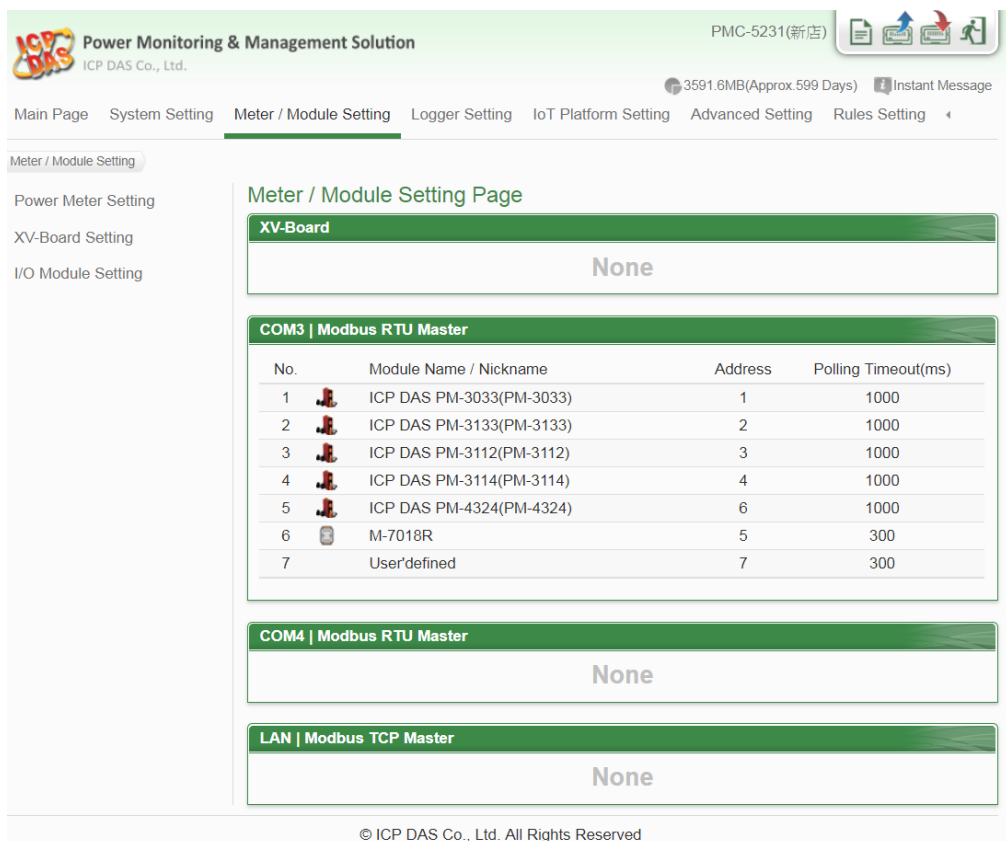 ICP DAS
Power Monitoring & Management Solution
ICP DAS Co., Ltd.
PMC-5231(新店)
3591.6MB(Approx.599 Days) Instant Message
Main Page System Setting Meter / Module Setting Logger Setting IoT Platform Setting Advanced Setting Rules Setting
Meter / Module Setting
Power Meter Setting
XV-Board Setting
I/O Module Setting
Meter / Module Setting Page
XV-Board
None
COM3 | Modbus RTU Master
No. Module Name / Nickname Address Polling Timeout(ms)
1 ICP DAS PM-3033(PM-3033) 1 1000
2 ICP DAS PM-3133(PM-3133) 2 1000
3 ICP DAS PM-3112(PM-3112) 3 1000
4 ICP DAS PM-3114(PM-3114) 4 1000
5 ICP DAS PM-4324(PM-4324) 6 1000
6 M-7018R 5 300
7 User'defined 7 300
COM4 | Modbus RTU Master
None
LAN | Modbus TCP Master
None
© ICP DAS Co., Ltd. All Rights Reserved